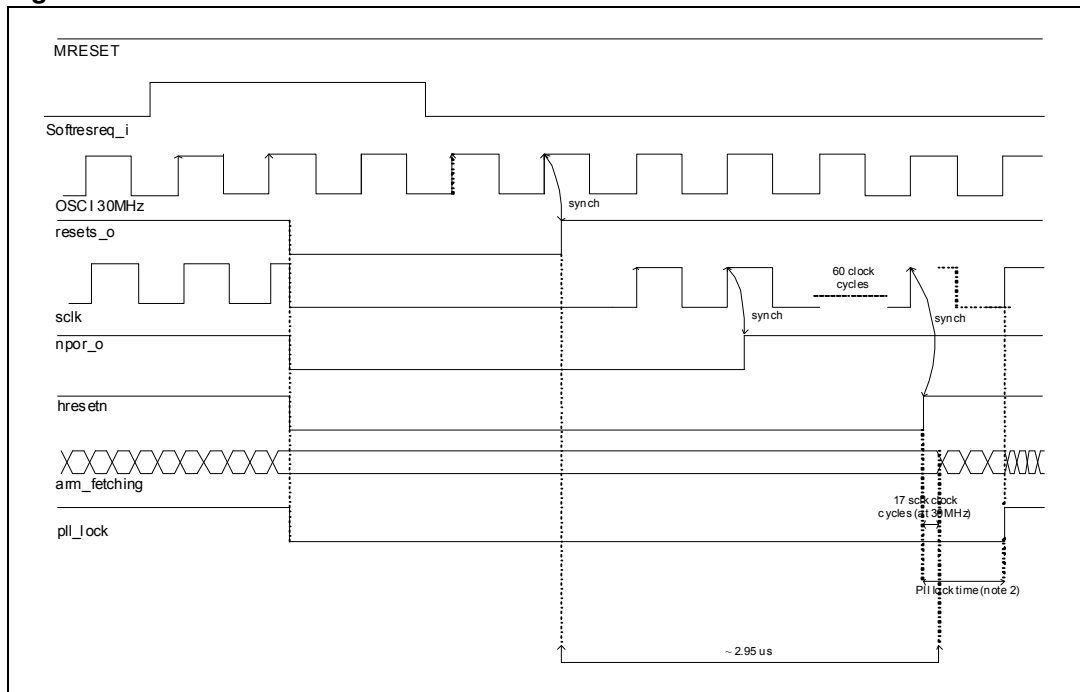 MRESET
Softresreq_i
OSCI 30MHz
synch
resets_o
60 clock
cycles
sclk
synch
synch
npor_o
hresetn
arm_fetching
17 sclk clock
cycles (at 30MHz)
pll_lock
Pll lock time (note 2)
~ 2.95 us